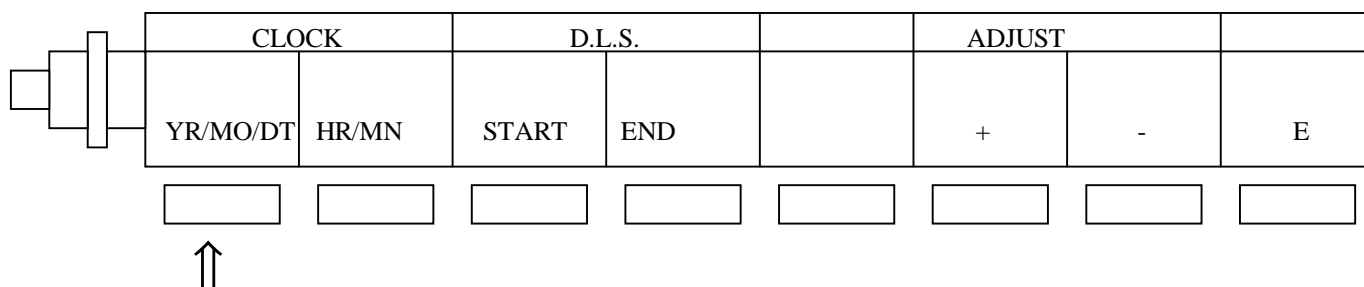 CLOCK D.L.S. ADJUST
YR/MO/DT HR/MN START END + - E